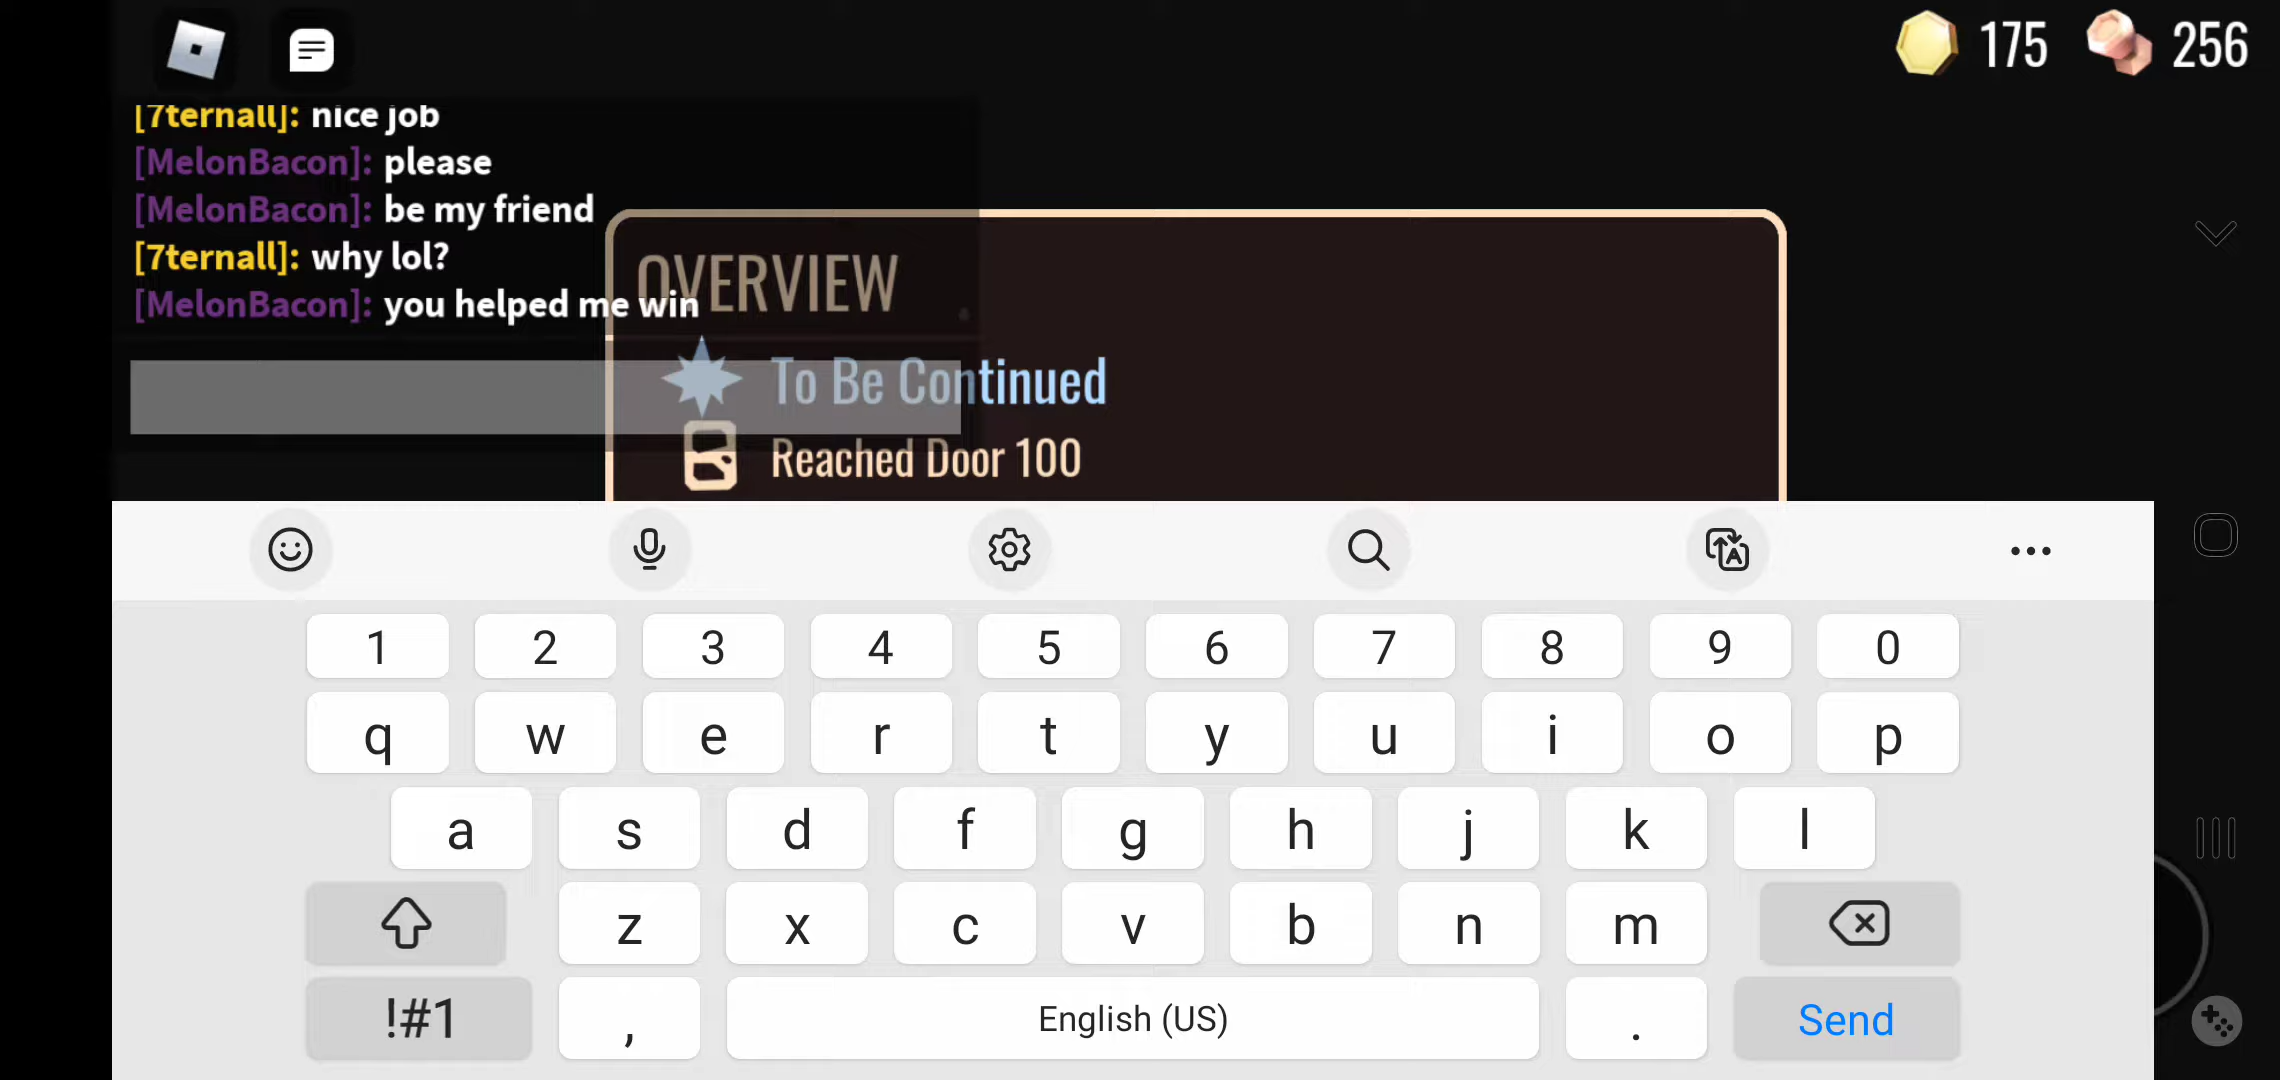 175 256
[7ternall]: nice job
[MelonBacon]: please
[MelonBacon]: be my friend
[7ternall]: why lol?
[MelonBacon]: you helped me win
OVERVIEW
To Be Continued
Reached Door 100
1 2 3 4 5 6 7 8 9 0
q w e r t y u i o p
a s d f g h j k l
z x c v b n m
!#1 , English (US) . Send